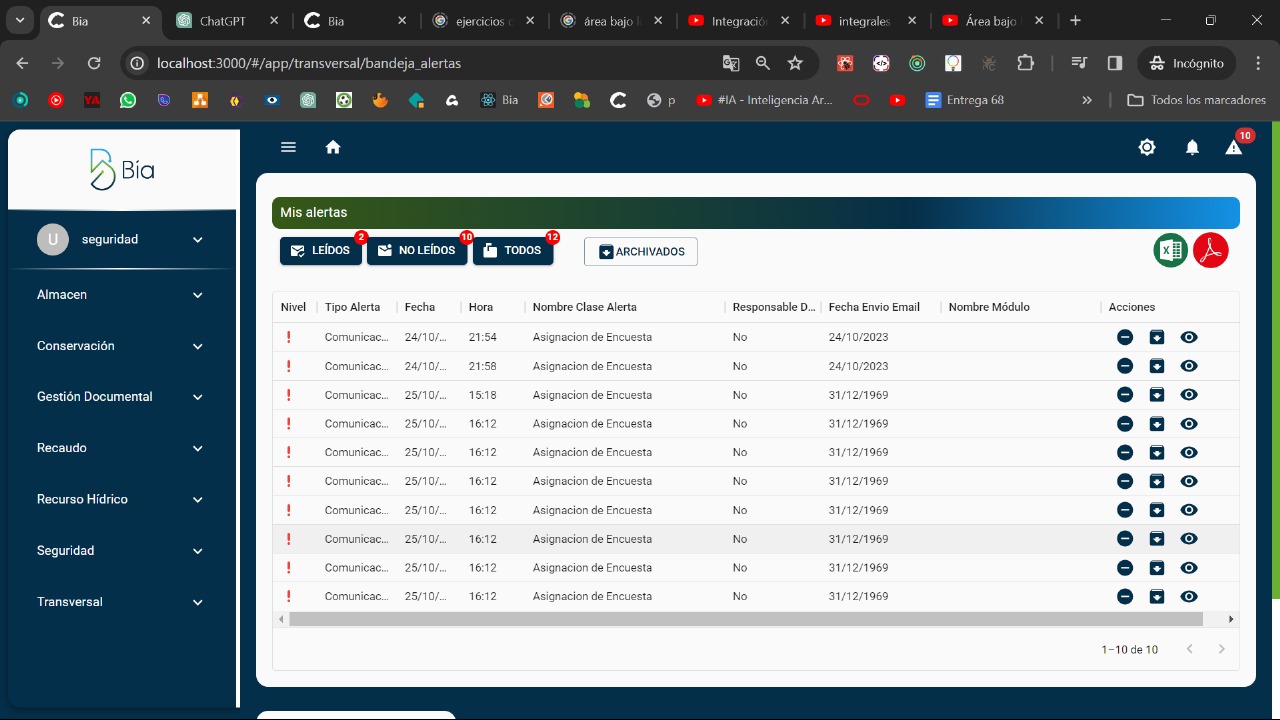 Bia
ChatGPT
Bia
ejercicios c
área bajo l
Integración
integrales
Área bajo
localhost:3000/#/app/transversal/bandeja_alertas
Incógnito
YA
Bia
p
#IA - Inteligencia Ar...
Entrega 68
Todos los marcadores
Bía
10
U seguridad
Almacen
Conservación
Gestión Documental
Recaudo
Recurso Hídrico
Seguridad
Transversal
Mis alertas
LEÍDOS 2
NO LEÍDOS 10
TODOS 12
ARCHIVADOS
Nivel Tipo Alerta Fecha Hora Nombre Clase Alerta Responsable D... Fecha Envio Email Nombre Módulo Acciones
Comunicac... 24/10/... 21:54 Asignacion de Encuesta No 24/10/2023
Comunicac... 24/10/... 21:58 Asignacion de Encuesta No 24/10/2023
Comunicac... 25/10/... 15:18 Asignacion de Encuesta No 31/12/1969
Comunicac... 25/10/... 16:12 Asignacion de Encuesta No 31/12/1969
Comunicac... 25/10/... 16:12 Asignacion de Encuesta No 31/12/1969
Comunicac... 25/10/... 16:12 Asignacion de Encuesta No 31/12/1969
Comunicac... 25/10/... 16:12 Asignacion de Encuesta No 31/12/1969
Comunicac... 25/10/... 16:12 Asignacion de Encuesta No 31/12/1969
Comunicac... 25/10/... 16:12 Asignacion de Encuesta No 31/12/1969
Comunicac... 25/10/... 16:12 Asignacion de Encuesta No 31/12/1969
1–10 de 10